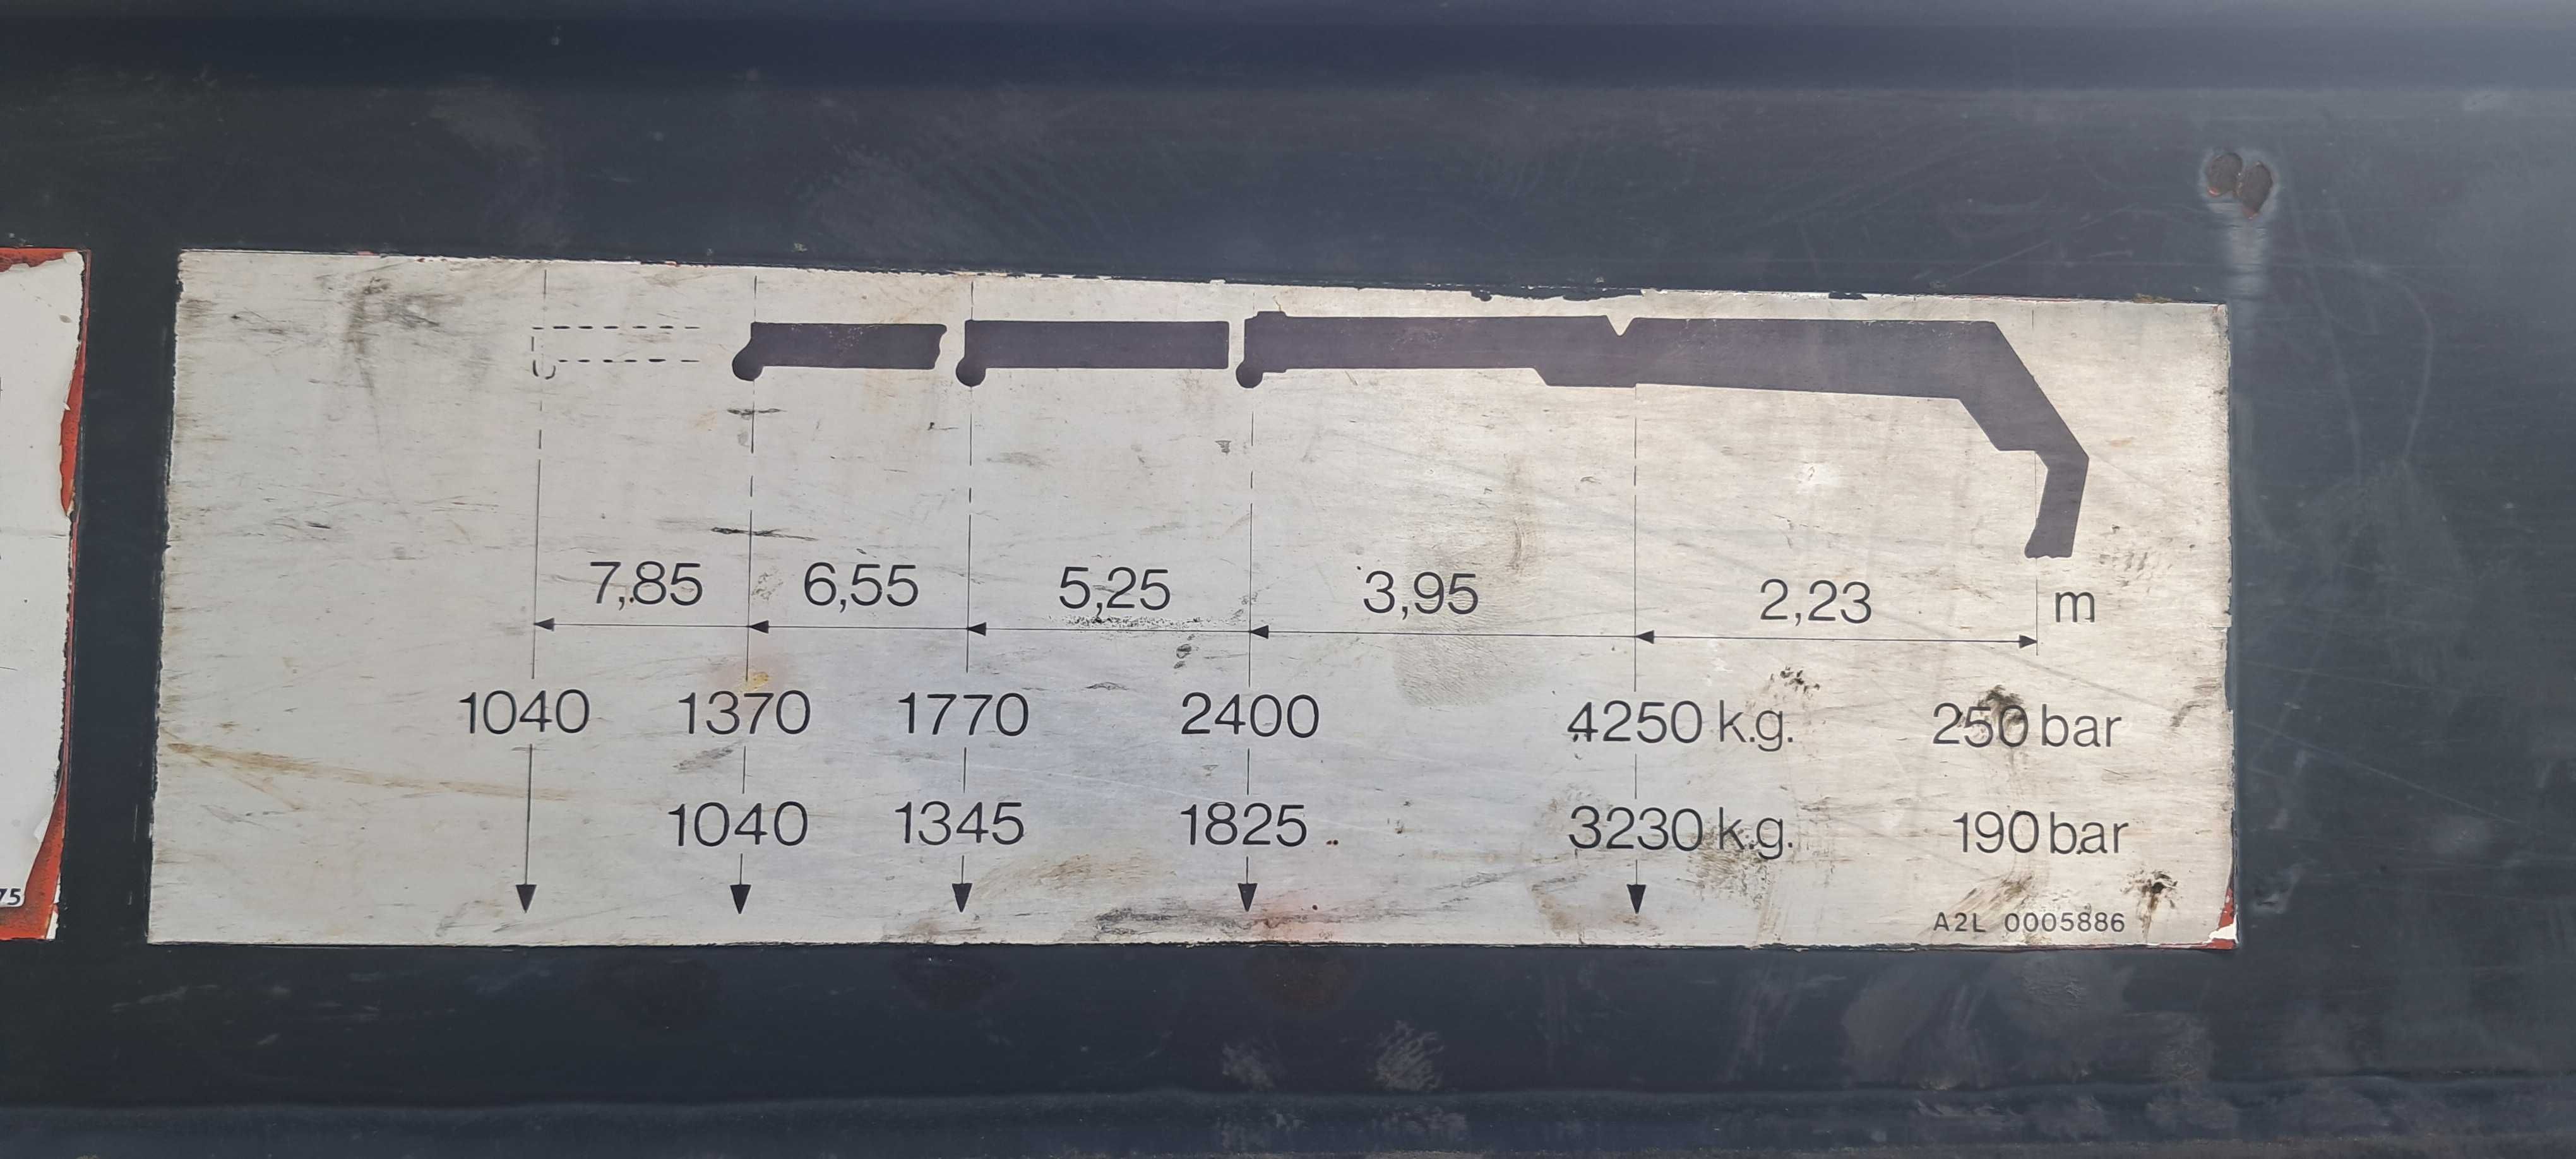 7,85 6,55 5,25 3,95 2,23 m
1040 1370 1770 2400 4250 k.g. 250 bar
1040 1345 1825 3230 k.g. 190 bar
A2L 0005886
75